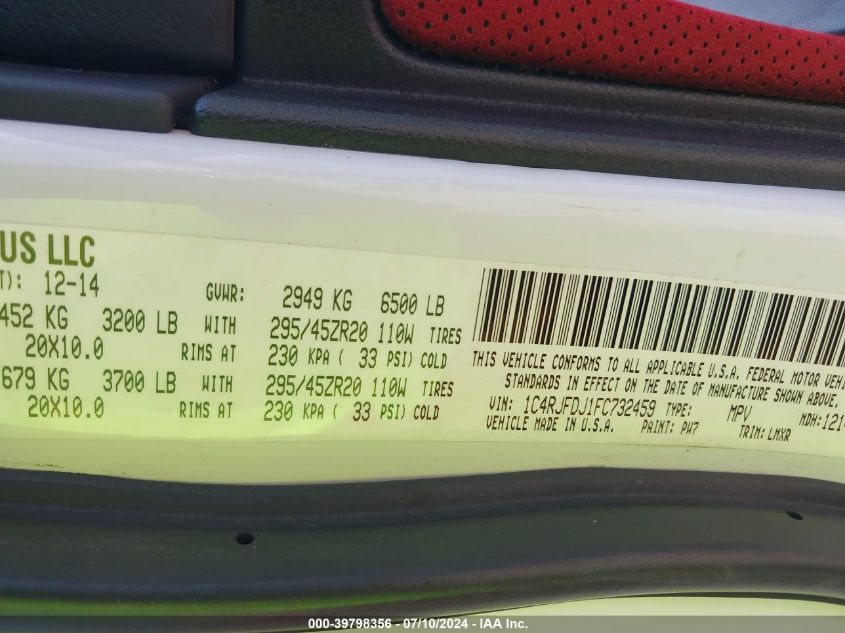 US LLC
T): 12-14 GVWR: 2949 KG 6500 LB
452 KG 3200 LB WITH 295/45ZR20 110W TIRES
20X10.0 RIMS AT 230 KPA ( 33 PSI) COLD
679 KG 3700 LB WITH 295/45ZR20 110W TIRES
20X10.0 RIMS AT 230 KPA ( 33 PSI) COLD
THIS VEHICLE CONFORMS TO ALL APPLICABLE U.S.A. FEDERAL MOTOR VEHI
STANDARDS IN EFFECT ON THE DATE OF MANUFACTURE SHOWN ABOVE.
VIN: 1C4RJFDJ1FC732459 TYPE: MPV MDH: 121
VEHICLE MADE IN U.S.A. PAINT: PW7 TRIM: LMXR
000-39798356 - 07/10/2024 - IAA Inc.